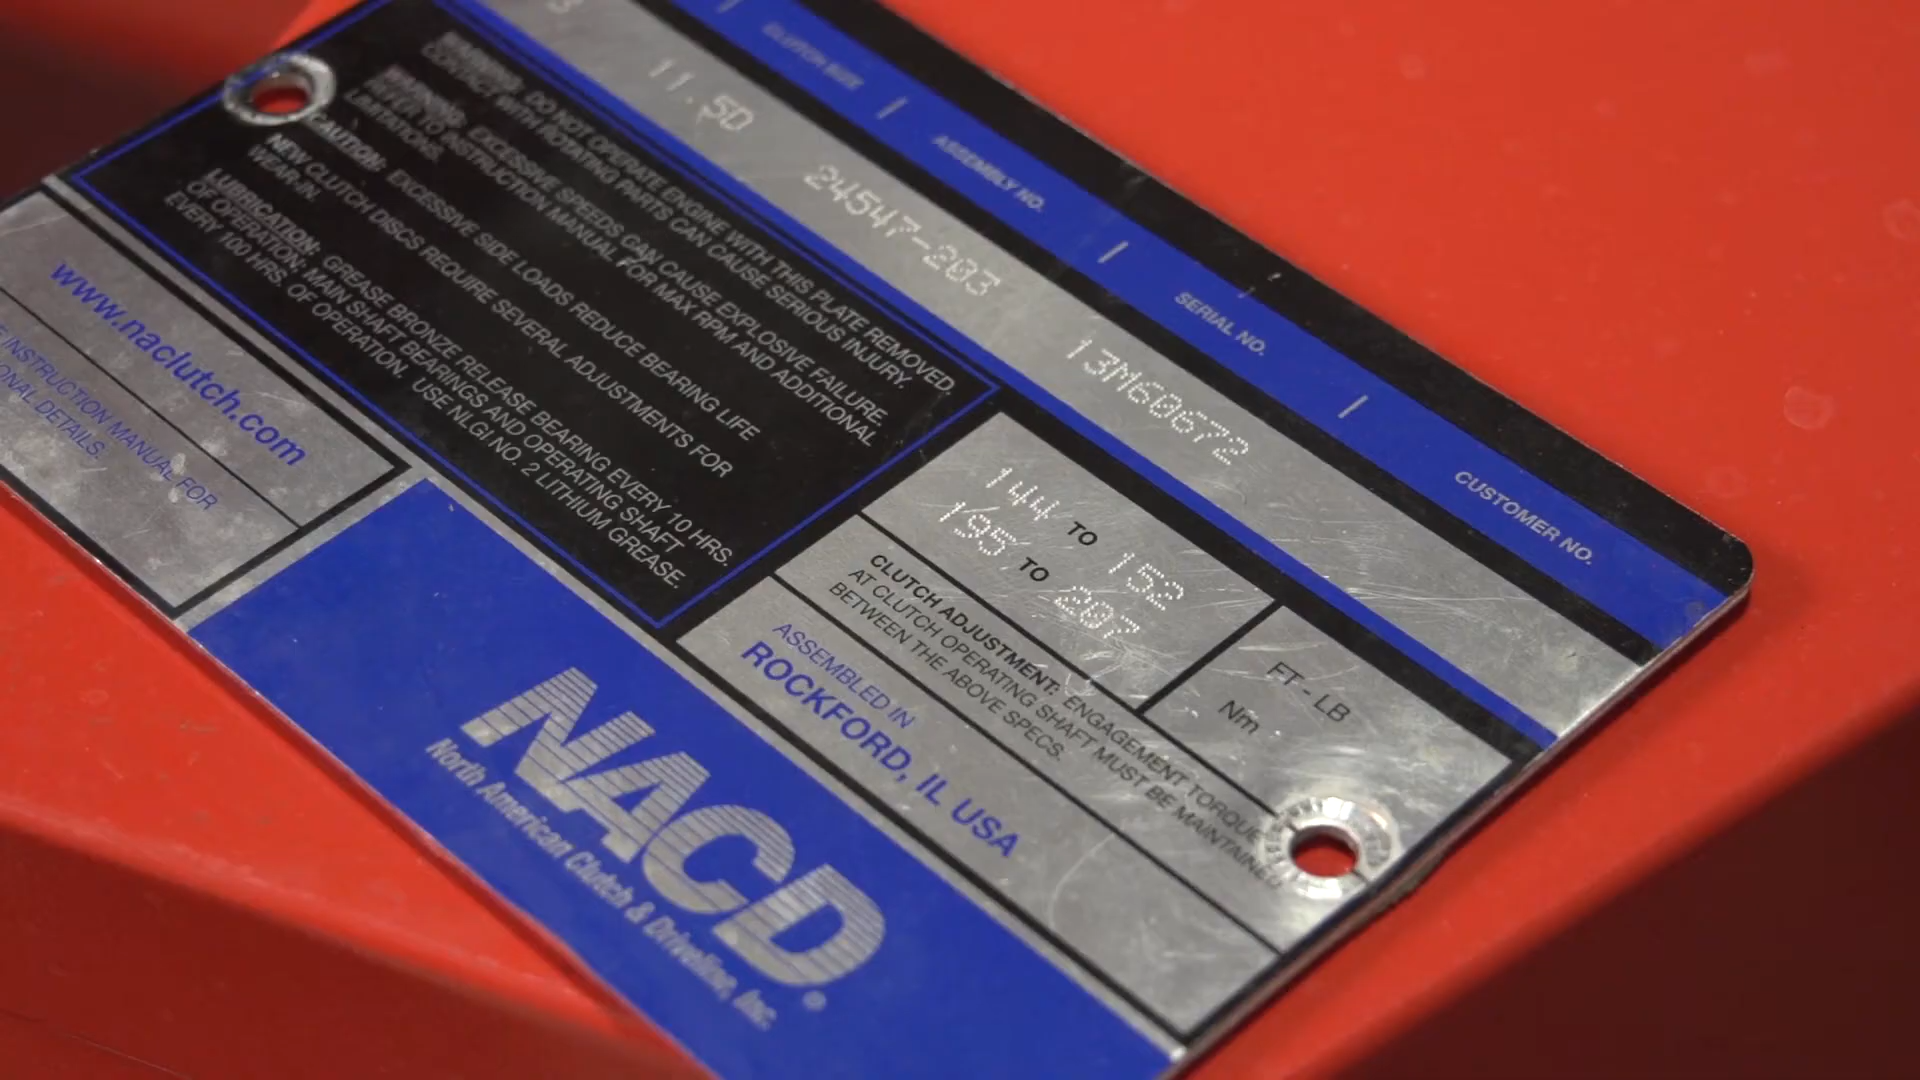 CLUTCH SIZE | ASSEMBLY NO. | SERIAL NO. | CUSTOMER NO.
3 11.5D 24547-203 13M60672
WARNING: DO NOT OPERATE ENGINE WITH THIS PLATE REMOVED.
CONTACT WITH ROTATING PARTS CAN CAUSE SERIOUS INJURY.
WARNING: EXCESSIVE SPEEDS CAN CAUSE EXPLOSIVE FAILURE.
REFER TO INSTRUCTION MANUAL FOR MAX RPM AND ADDITIONAL
LIMITATIONS.
CAUTION: EXCESSIVE SIDE LOADS REDUCE BEARING LIFE
NEW CLUTCH DISCS REQUIRE SEVERAL ADJUSTMENTS FOR
WEAR-IN.
LUBRICATION: GREASE BRONZE RELEASE BEARING EVERY 10 HRS.
OF OPERATION; MAIN SHAFT BEARINGS AND OPERATING SHAFT
EVERY 100 HRS. OF OPERATION. USE NLGI NO. 2 LITHIUM GREASE.
144 TO 152 FT - LB
195 TO 207 Nm
CLUTCH ADJUSTMENT: ENGAGEMENT TORQUE
AT CLUTCH OPERATING SHAFT MUST BE MAINTAINED
BETWEEN THE ABOVE SPECS.
ASSEMBLED IN
ROCKFORD, IL USA
www.naclutch.com
INSTRUCTION MANUAL FOR
DETAILS.
NACD®
North American Clutch & Driveline, Inc.